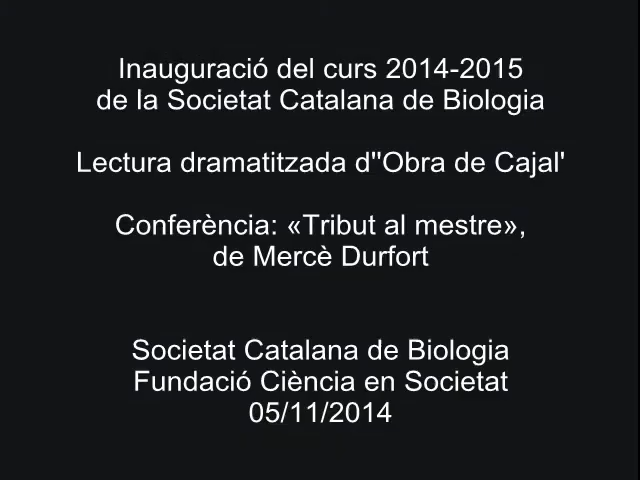 Inauguració del curs 2014-2015
de la Societat Catalana de Biologia
Lectura dramatitzada d''Obra de Cajal'
Conferència: «Tribut al mestre»,
de Mercè Durfort
Societat Catalana de Biologia
Fundació Ciència en Societat
05/11/2014